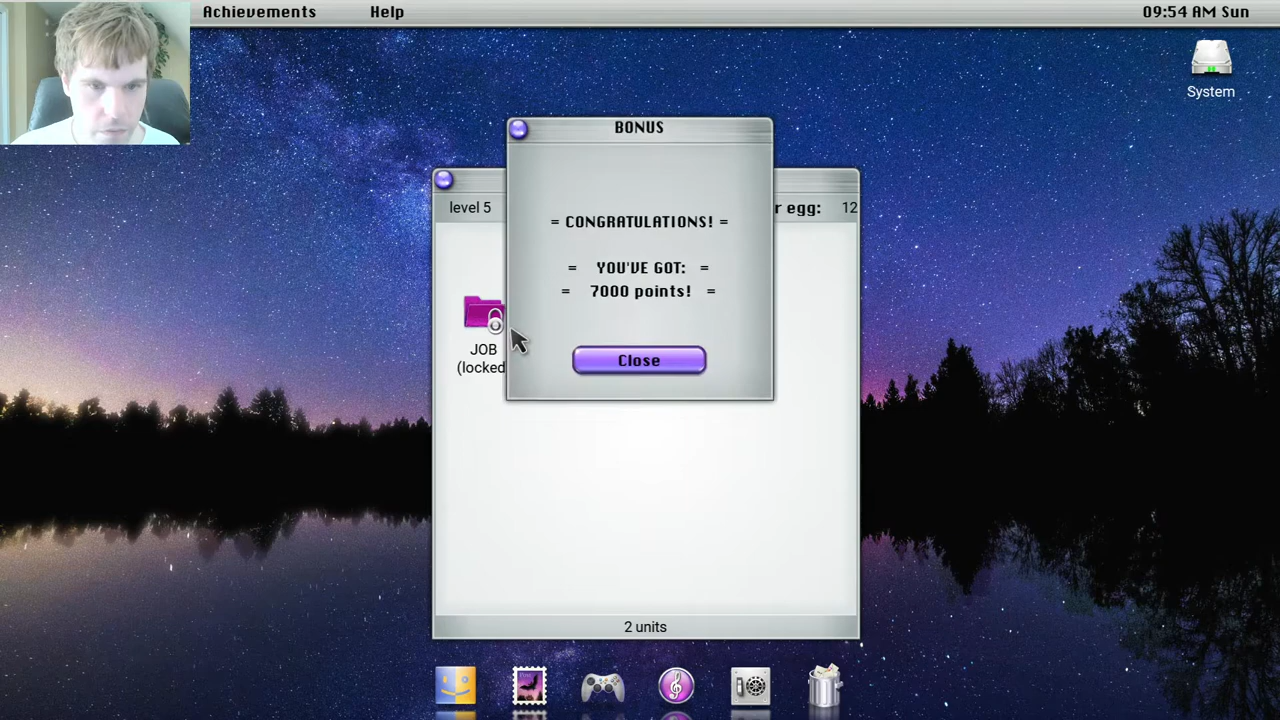 Achievements Help 09:54 AM Sun
System
BONUS
level 5 r egg: 12
= CONGRATULATIONS! =
= YOU'VE GOT: =
= 7000 points! =
JOB
(locked
Close
2 units